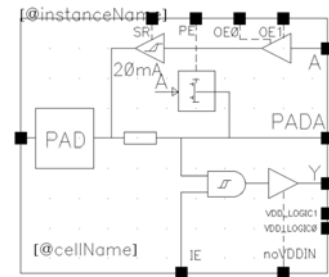 [@instanceName]
SR PE OE0 OE1
20mA A A
PAD PADA
Y
VDD_LOGIC1
VDD_LOGIC0
[@cellName] IE noVDDIN